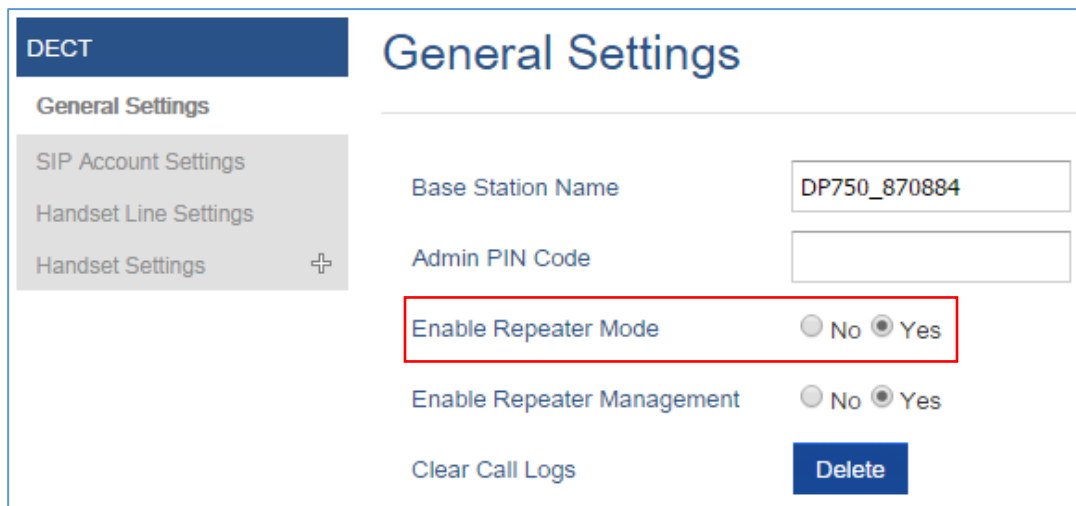 DECT
General Settings
SIP Account Settings
Handset Line Settings
Handset Settings
General Settings
Base Station Name DP750_870884
Admin PIN Code
Enable Repeater Mode No Yes
Enable Repeater Management No Yes
Clear Call Logs Delete